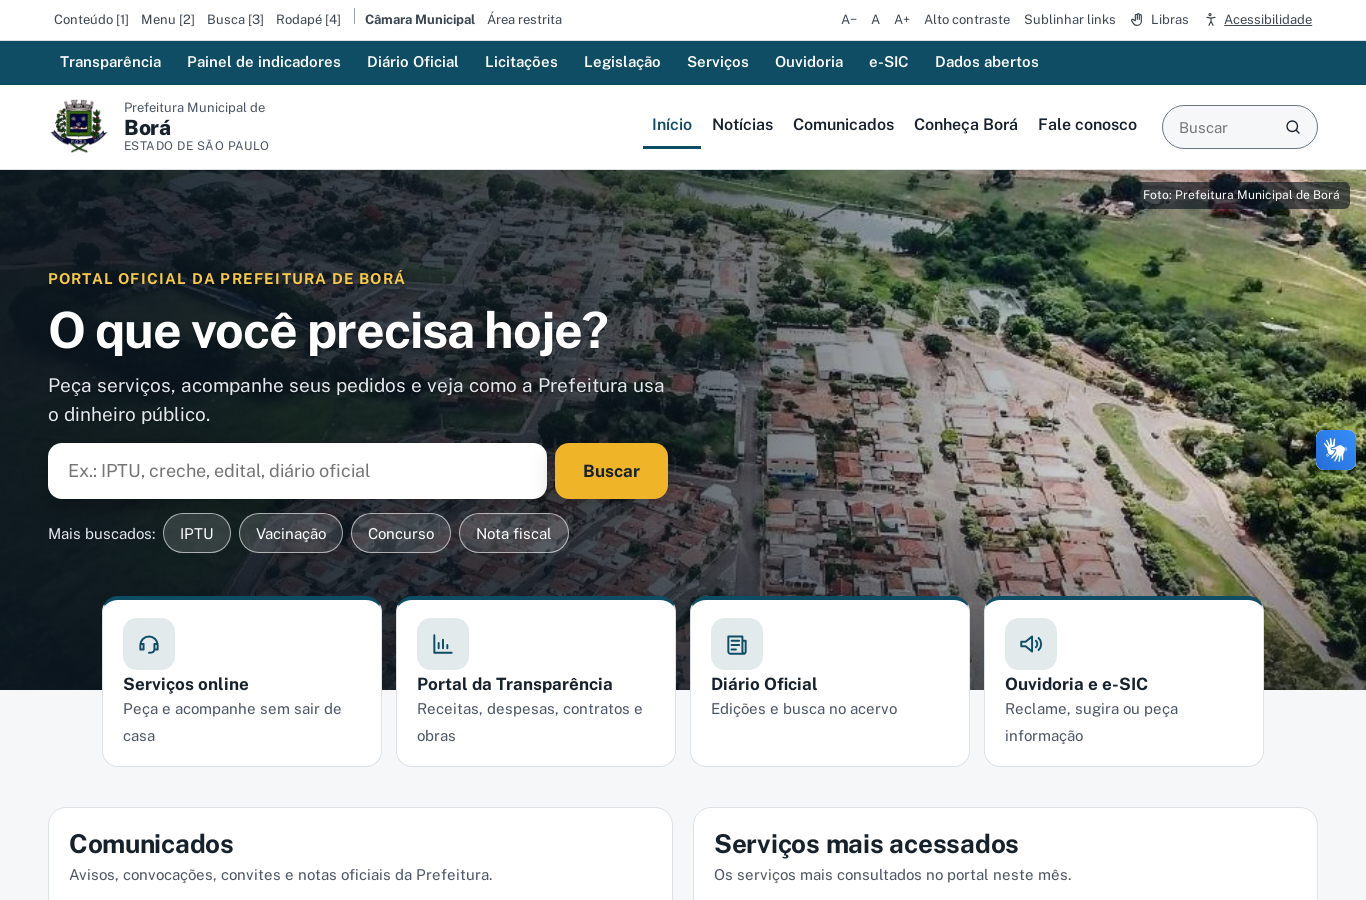 Conteúdo [1] Menu [2] Busca [3] Rodapé [4] Câmara Municipal Área restrita A− A A+ Alto contraste Sublinhar links Libras Acessibilidade
Transparência Painel de indicadores Diário Oficial Licitações Legislação Serviços Ouvidoria e-SIC Dados abertos
Prefeitura Municipal de
Borá
ESTADO DE SÃO PAULO
Início Notícias Comunicados Conheça Borá Fale conosco Buscar
Foto: Prefeitura Municipal de Borá
PORTAL OFICIAL DA PREFEITURA DE BORÁ
O que você precisa hoje?
Peça serviços, acompanhe seus pedidos e veja como a Prefeitura usa
o dinheiro público.
Ex.: IPTU, creche, edital, diário oficial Buscar
Mais buscados: IPTU Vacinação Concurso Nota fiscal
Serviços online
Peça e acompanhe sem sair de
casa
Portal da Transparência
Receitas, despesas, contratos e
obras
Diário Oficial
Edições e busca no acervo
Ouvidoria e e-SIC
Reclame, sugira ou peça
informação
Comunicados
Avisos, convocações, convites e notas oficiais da Prefeitura.
Serviços mais acessados
Os serviços mais consultados no portal neste mês.